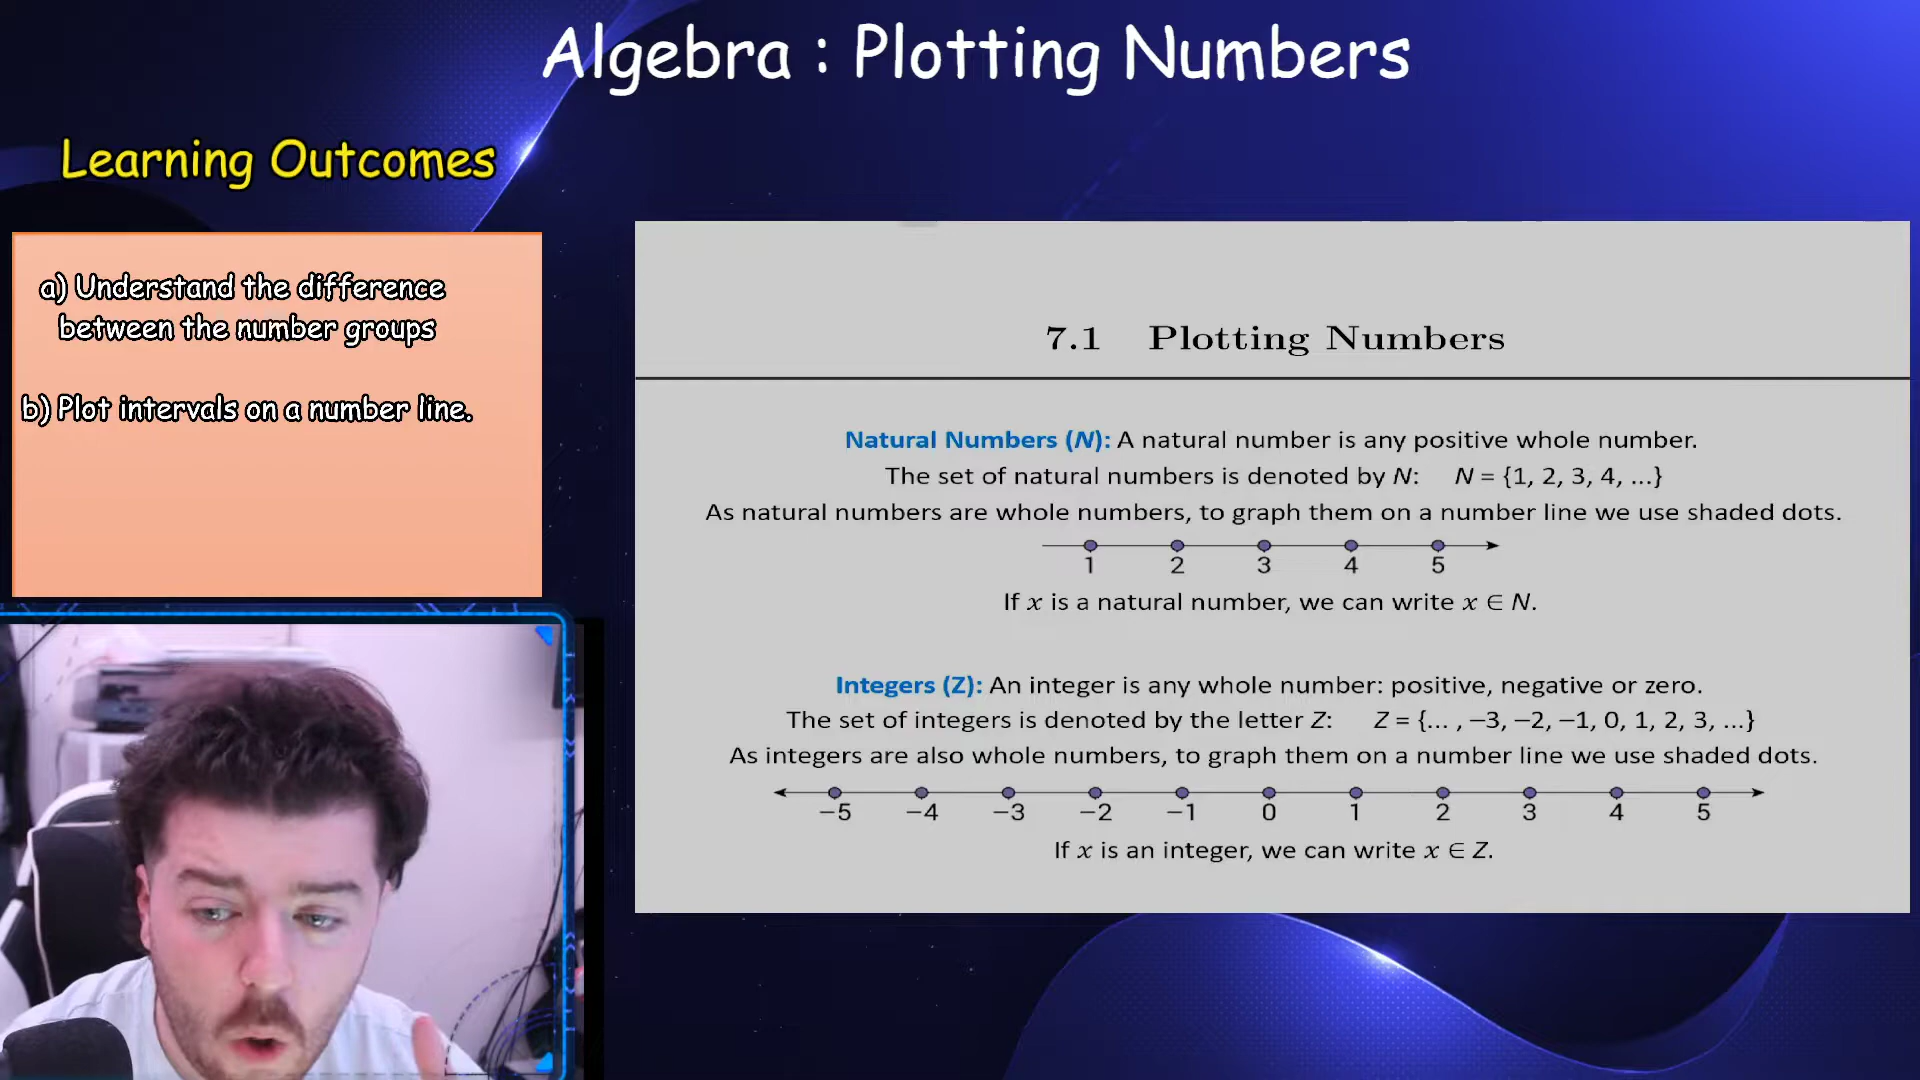 Algebra : Plotting Numbers
Learning Outcomes
a) Understand the difference
between the number groups
b) Plot intervals on a number line.
7.1 Plotting Numbers
Natural Numbers (N): A natural number is any positive whole number.
The set of natural numbers is denoted by N: N = {1, 2, 3, 4, ...}
As natural numbers are whole numbers, to graph them on a number line we use shaded dots.
1 2 3 4 5
If x is a natural number, we can write x ∈ N.
Integers (Z): An integer is any whole number: positive, negative or zero.
The set of integers is denoted by the letter Z: Z = {... , –3, –2, –1, 0, 1, 2, 3, ...}
As integers are also whole numbers, to graph them on a number line we use shaded dots.
–5 –4 –3 –2 –1 0 1 2 3 4 5
If x is an integer, we can write x ∈ Z.